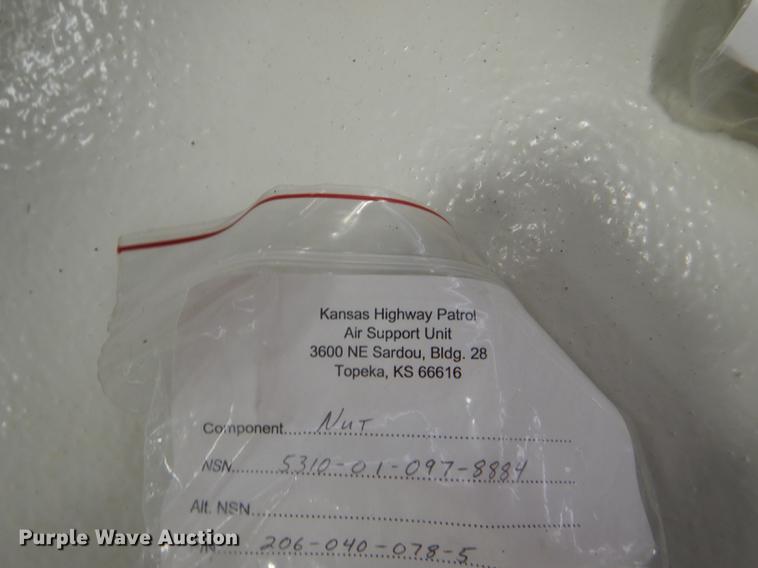 Kansas Highway Patrol
Air Support Unit
3600 NE Sardou, Bldg. 28
Topeka, KS 66616
Component Nut
NSN 5310-01-097-8884
Alt. NSN
P/N 206-040-078-5
Purple Wave Auction